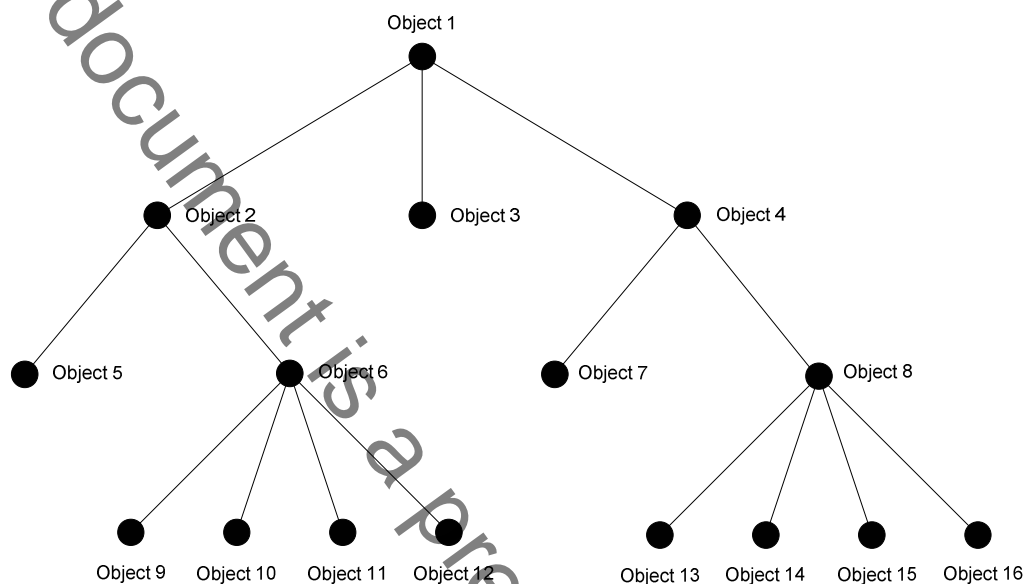 Object 1
Object 2
Object 3
Object 4
Object 5
Object 6
Object 7
Object 8
Object 9
Object 10
Object 11
Object 12
Object 13
Object 14
Object 15
Object 16
document is a pre